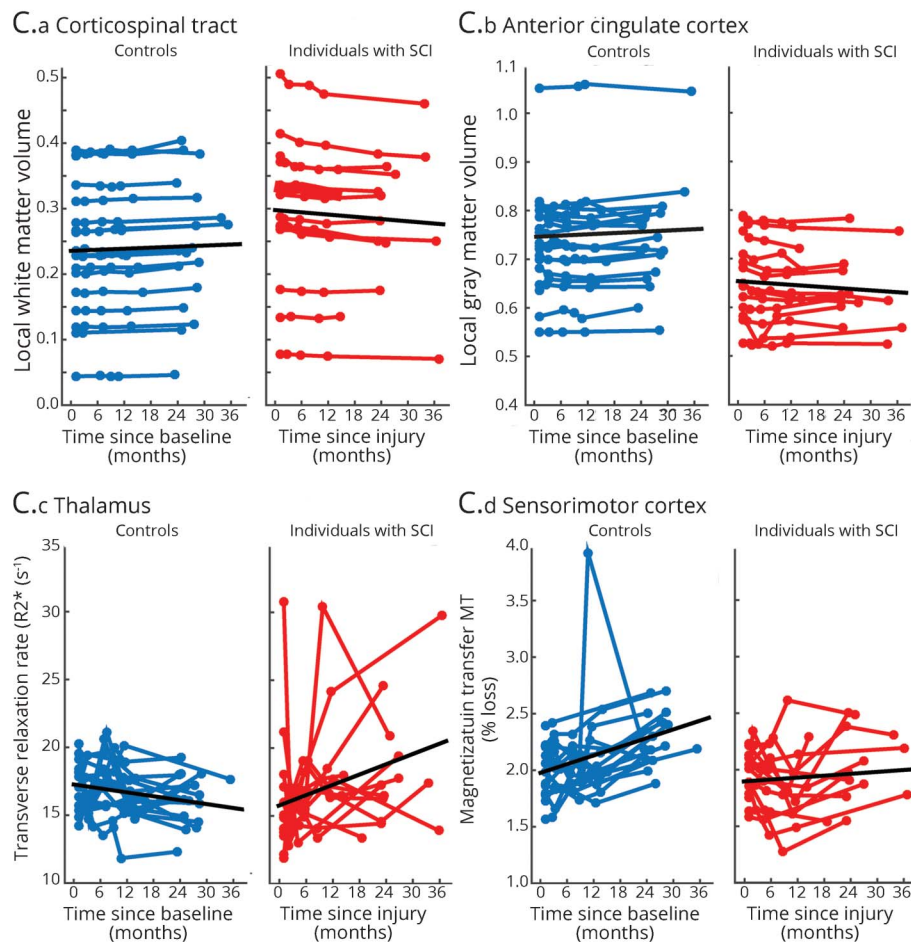 C.a Corticospinal tract
Controls
Individuals with SCI
Local white matter volume
0.5
0.4
0.3
0.2
0.1
0.0
0 6 12 18 24 30 36
Time since baseline
(months)
0 6 12 18 24 30 36
Time since injury
(months)
C.b Anterior cingulate cortex
Controls
Individuals with SCI
Local gray matter volume
1.1
1.0
0.9
0.8
0.7
0.6
0.5
0.4
0 6 12 18 24 30 36
Time since baseline
(months)
0 6 12 18 24 30 36
Time since injury
(months)
C.c Thalamus
Controls
Individuals with SCI
Transverse relaxation rate (R2* (s-1)
35
30
25
20
15
10
0 6 12 18 24 30 36
Time since baseline
(months)
0 6 12 18 24 30 36
Time since injury
(months)
C.d Sensorimotor cortex
Controls
Individuals with SCI
Magnetizatuin transfer MT
(% loss)
4.0
3.5
3.0
2.5
2.0
1.5
1.0
0 6 12 18 24 30 36
Time since baseline
(months)
0 6 12 18 24 30 36
Time since injury
(months)